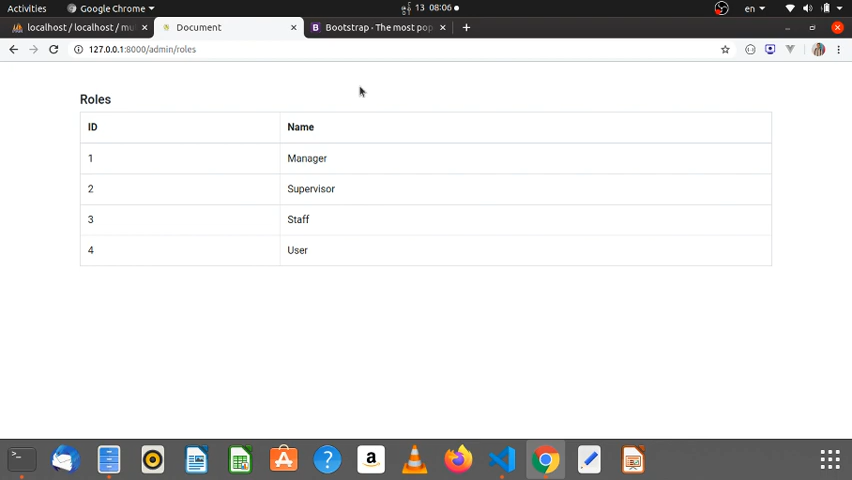 Activities
Google Chrome
13 08:06
en
localhost / localhost / mu
Document
Bootstrap · The most pop
127.0.0.1:8000/admin/roles
Roles
ID Name
1 Manager
2 Supervisor
3 Staff
4 User